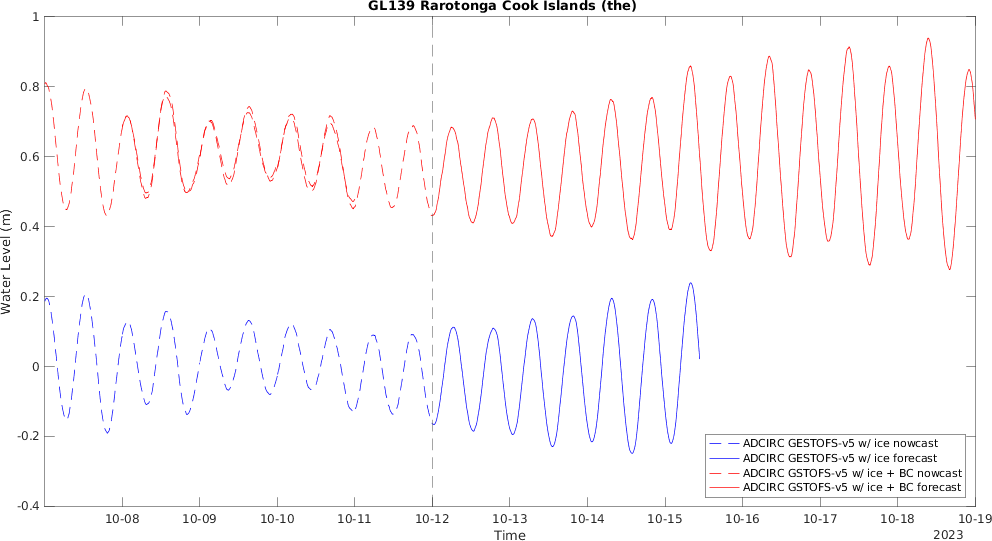 GL139 Rarotonga Cook Islands (the)
1
0.8
0.6
0.4
0.2
0
-0.2
-0.4
Water Level (m)
ADCIRC GESTOFS-v5 w/ ice nowcast
ADCIRC GESTOFS-v5 w/ ice forecast
ADCIRC GSTOFS-v5 w/ ice + BC nowcast
ADCIRC GSTOFS-v5 w/ ice + BC forecast
10-08 10-09 10-10 10-11 10-12 10-13 10-14 10-15 10-16 10-17 10-18 10-19
Time
2023